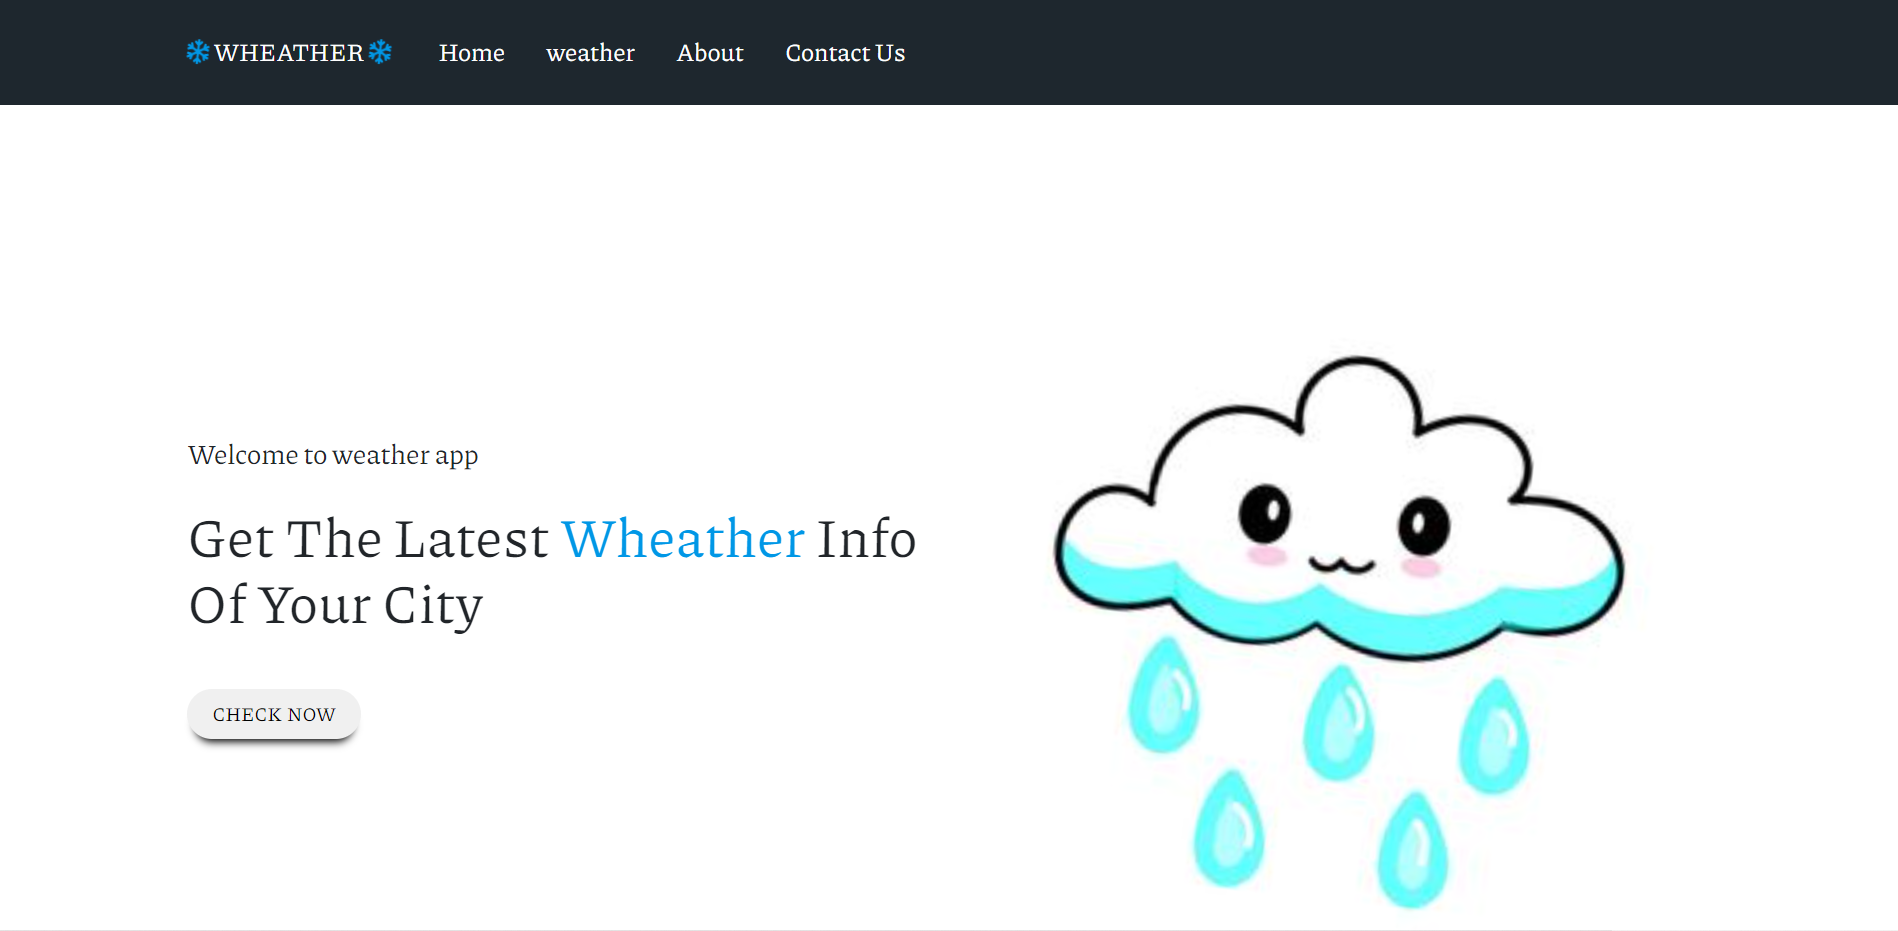 ❄WHEATHER❄ Home weather About Contact Us
Welcome to weather app
Get The Latest Wheather Info
Of Your City
CHECK NOW